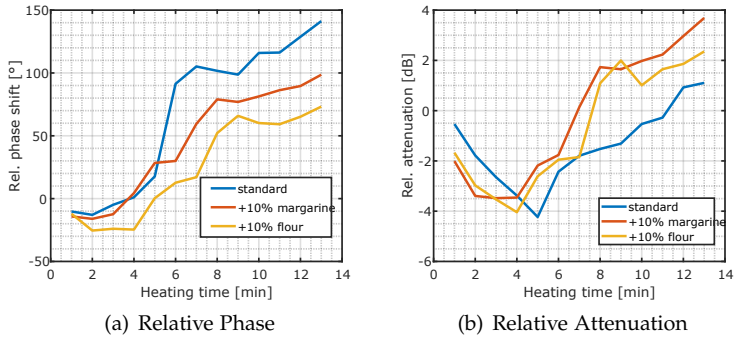 150
100
50
0
-50
Rel. phase shift [°]
standard
+10% margarine
+10% flour
0 2 4 6 8 10 12 14
Heating time [min]
(a) Relative Phase
4
2
0
-2
-4
-6
Rel. attenuation [dB]
standard
+10% margarine
+10% flour
0 2 4 6 8 10 12 14
Heating time [min]
(b) Relative Attenuation